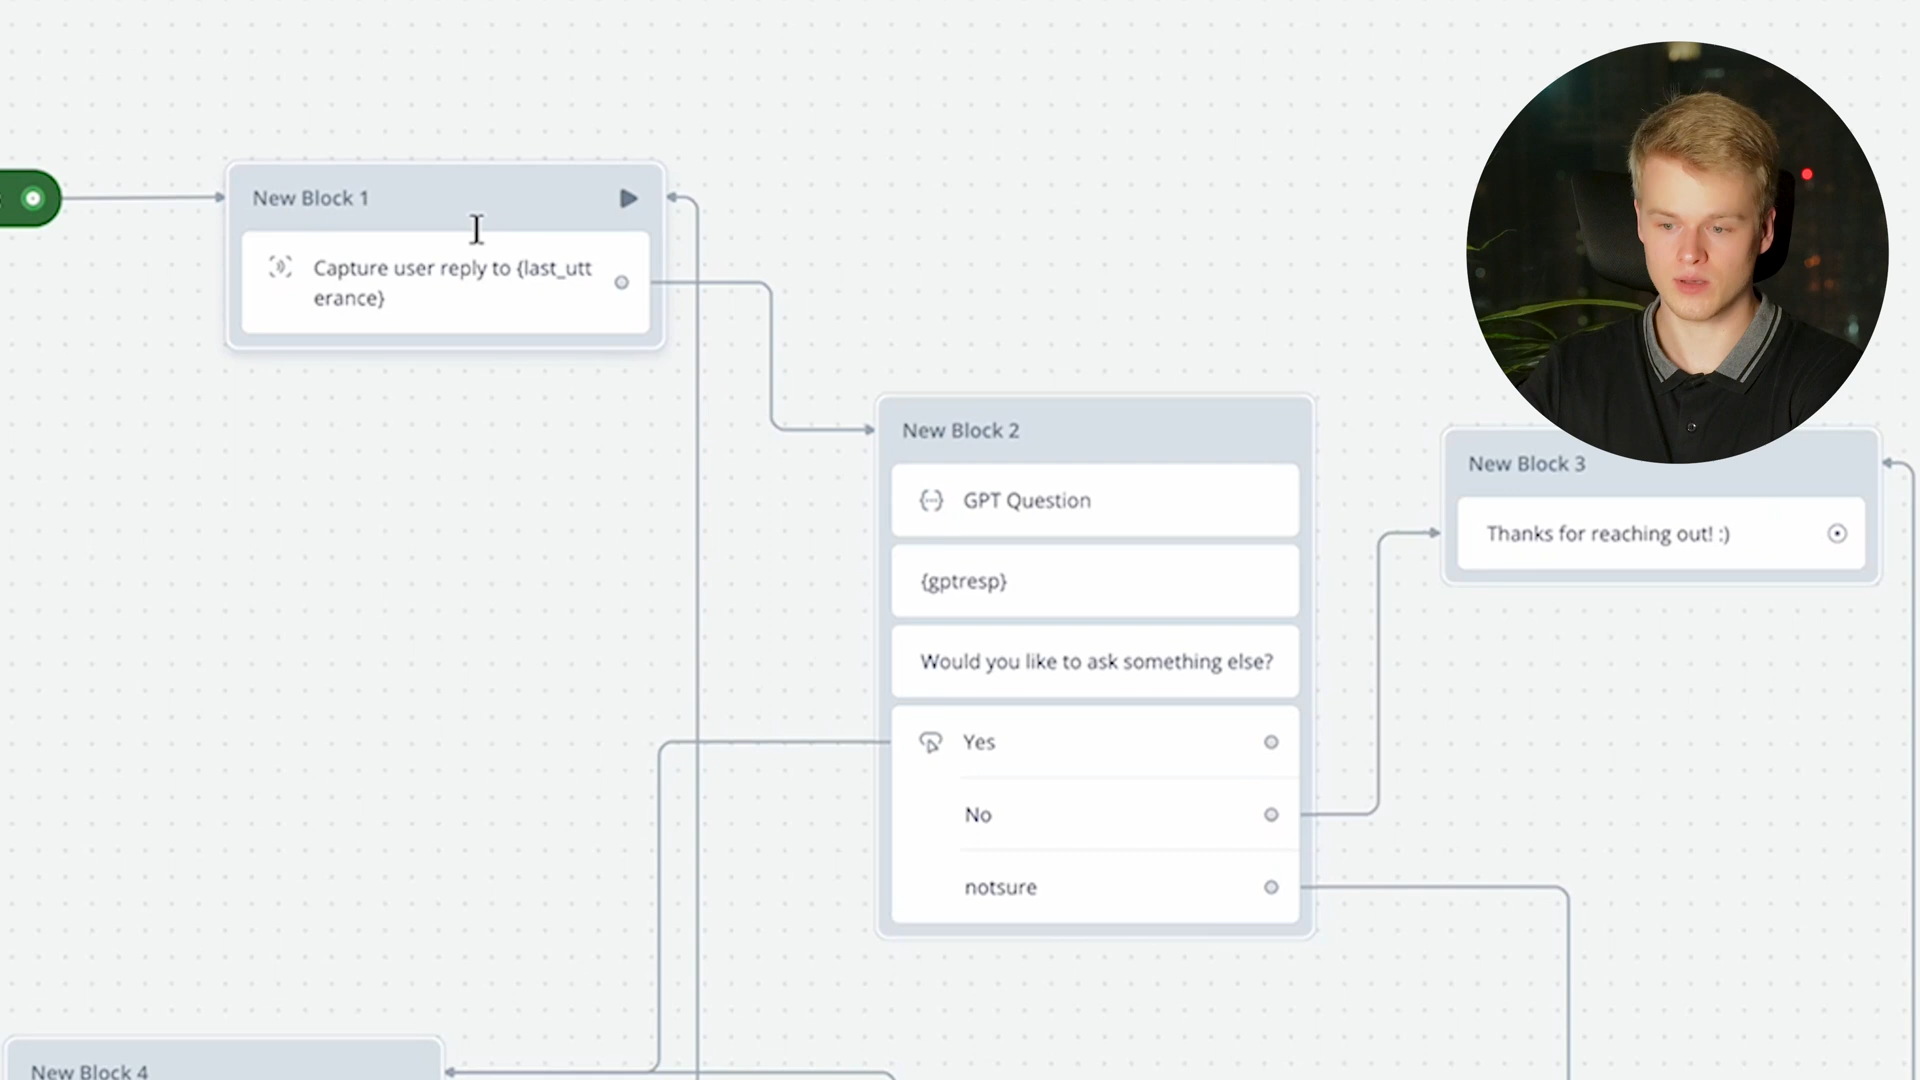 New Block 1
Capture user reply to {last_utt
erance}
New Block 2
GPT Question
{gptresp}
Would you like to ask something else?
Yes
No
notsure
New Block 3
Thanks for reaching out! :)
New Block 4